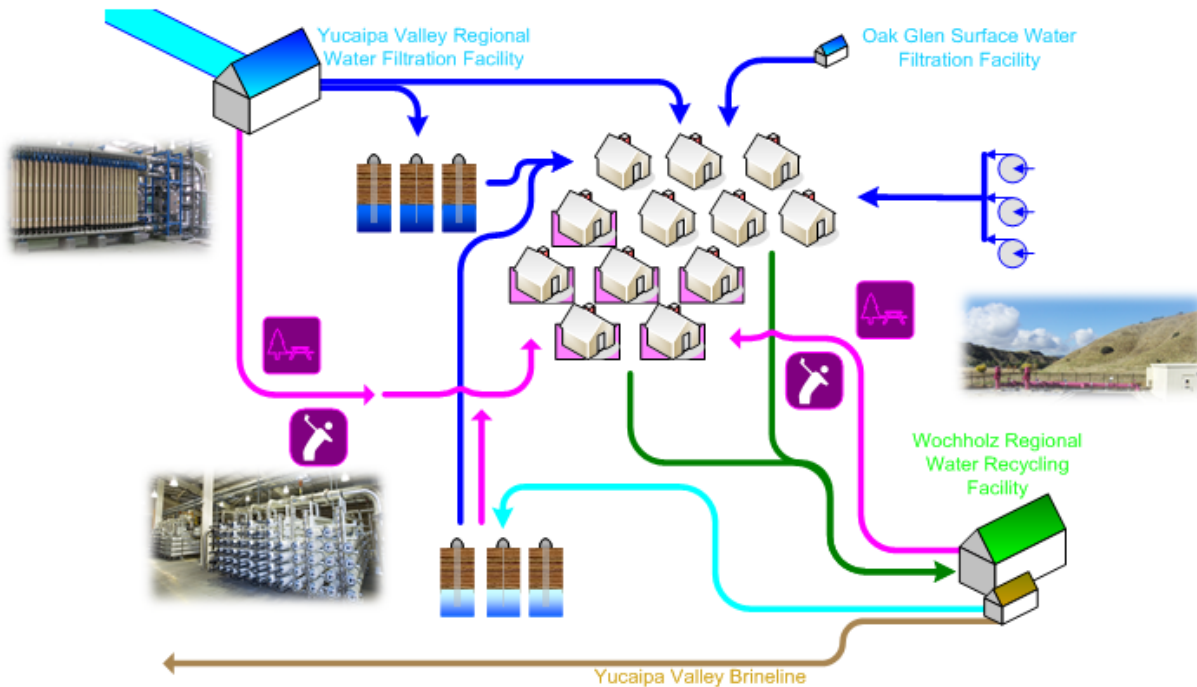 Yucaipa Valley Regional
Water Filtration Facility
Oak Glen Surface Water
Filtration Facility
Wochholz Regional
Water Recycling
Facility
Yucaipa Valley Brineline